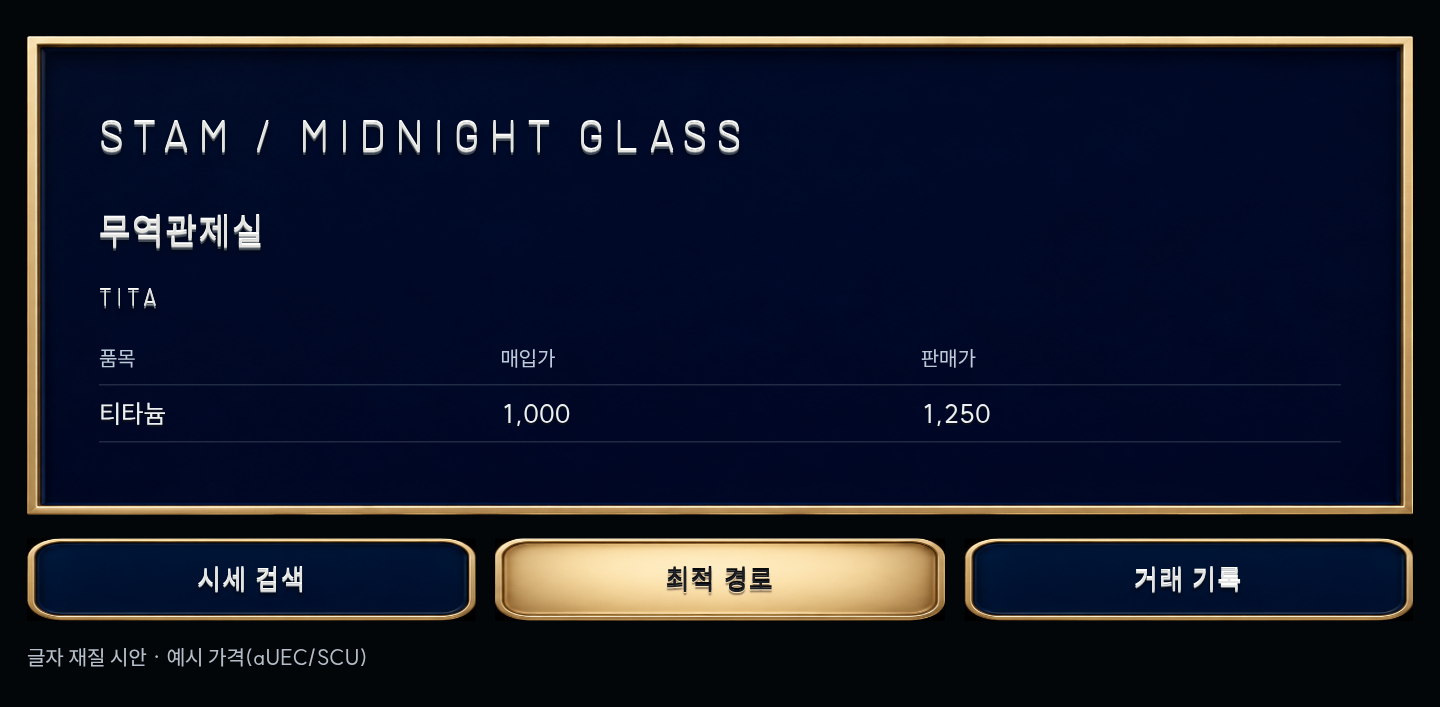 STAM / MIDNIGHT GLASS
무역관제실
TITA
품목 매입가 판매가
티타늄 1,000 1,250
시세 검색 최적 경로 거래 기록
글자 재질 시안 · 예시 가격(aUEC/SCU)